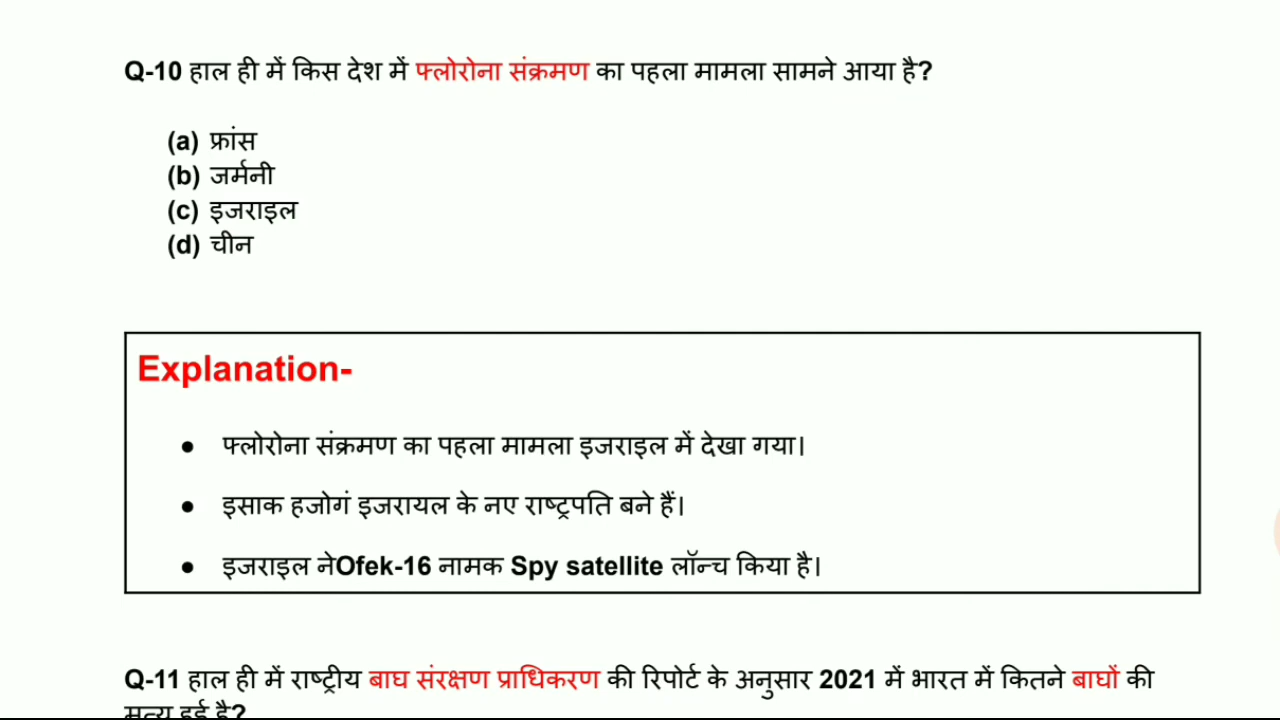 Q-10 हाल ही में किस देश में फ्लोरोना संक्रमण का पहला मामला सामने आया है?
(a) फ्रांस
(b) जर्मनी
(c) इजराइल
(d) चीन
Explanation-
● फ्लोरोना संक्रमण का पहला मामला इजराइल में देखा गया।
● इसाक हजोगं इजरायल के नए राष्ट्रपति बने हैं।
● इजराइल नेOfek-16 नामक Spy satellite लॉन्च किया है।
Q-11 हाल ही में राष्ट्रीय बाघ संरक्षण प्राधिकरण की रिपोर्ट के अनुसार 2021 में भारत में कितने बाघों की
मृत्यु हुई है?